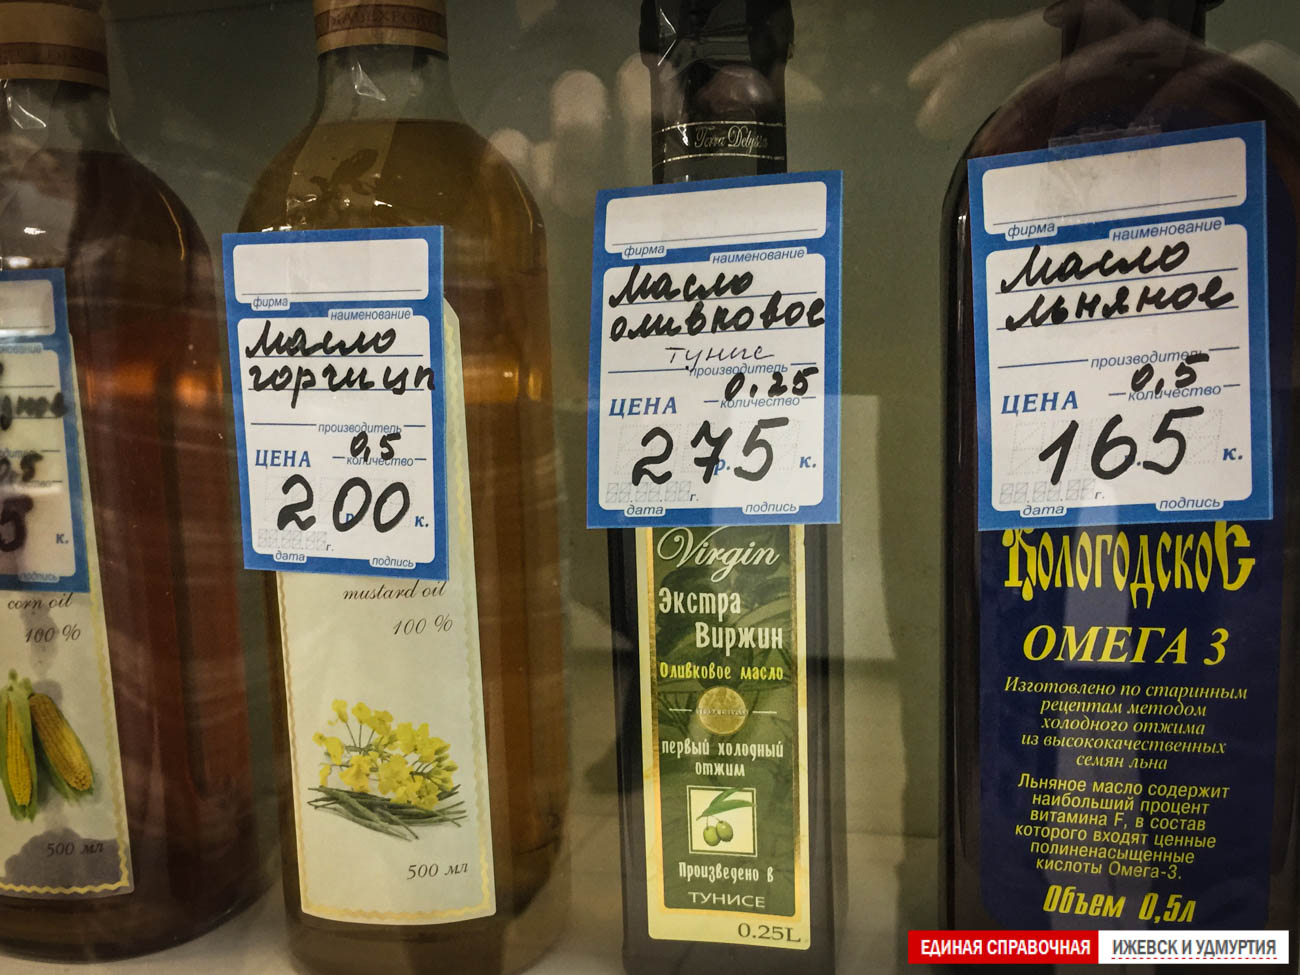 фирма
наименование
Масло
горчицп
производитель
0,5
количество
ЦЕНА
200
к.
г.
дата
подпись
mustard oil
100 %
500 мл
к.
подпись
corn oil
100 %
500 мл
Terra Delyssa
фирма
наименование
Масло
оливковое
тунис
производитель
0.25
количество
ЦЕНА
275
р.
к.
г.
дата
подпись
Virgin
Экстра
Виржин
Оливковое масло
первый холодный
отжим
Произведено в
ТУНИСЕ
0.25L
фирма
наименование
Масло
льняное
производитель
0,5
количество
ЦЕНА
165
к.
г.
дата
подпись
Вологодское
ОМЕГА 3
Изготовлено по старинным
рецептам методом
холодного отжима
из высококачественных
семян льна
Льняное масло содержит
наибольший процент
витамина F, в состав
которого входят ценные
полиненасыщенные
кислоты Омега-3.
Объем 0,5л
ЕДИНАЯ СПРАВОЧНАЯ ИЖЕВСК И УДМУРТИЯ